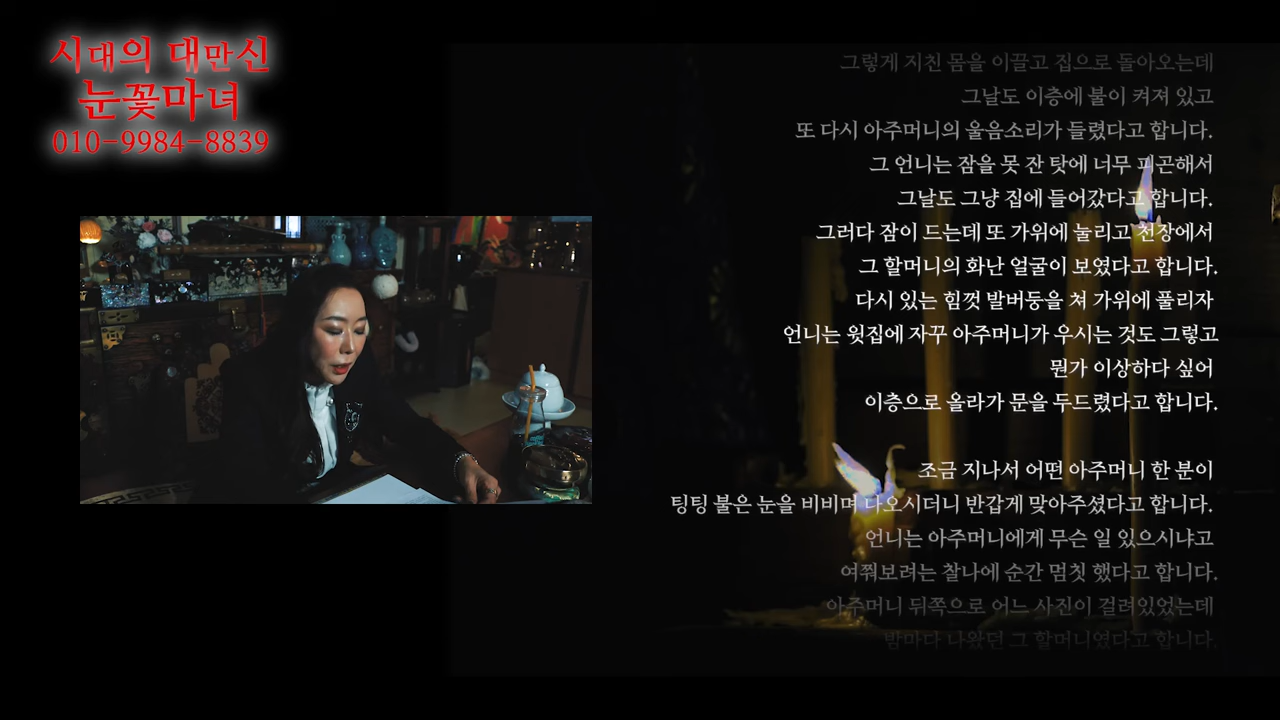 시대의 대만신
눈꽃마녀
010-9984-8839
그렇게 지친 몸을 이끌고 집으로 돌아오는데
그날도 이층에 불이 켜져 있고
또 다시 아주머니의 울음소리가 들렸다고 합니다.
그 언니는 잠을 못 잔 탓에 너무 피곤해서
그날도 그냥 집에 들어갔다고 합니다.
그러다 잠이 드는데 또 가위에 눌리고 천장에서
그 할머니의 화난 얼굴이 보였다고 합니다.
다시 있는 힘껏 발버둥을 쳐 가위에 풀리자
언니는 윗집에 자꾸 아주머니가 우시는 것도 그렇고
뭔가 이상하다 싶어
이층으로 올라가 문을 두드렸다고 합니다.
조금 지나서 어떤 아주머니 한 분이
팅팅 불은 눈을 비비며 나오시더니 반갑게 맞아주셨다고 합니다.
언니는 아주머니에게 무슨 일 있으시냐고
여쭤보려는 찰나에 순간 멈칫 했다고 합니다.
아주머니 뒤쪽으로 어느 사진이 걸려있었는데
밤마다 나왔던 그 할머니였다고 합니다.